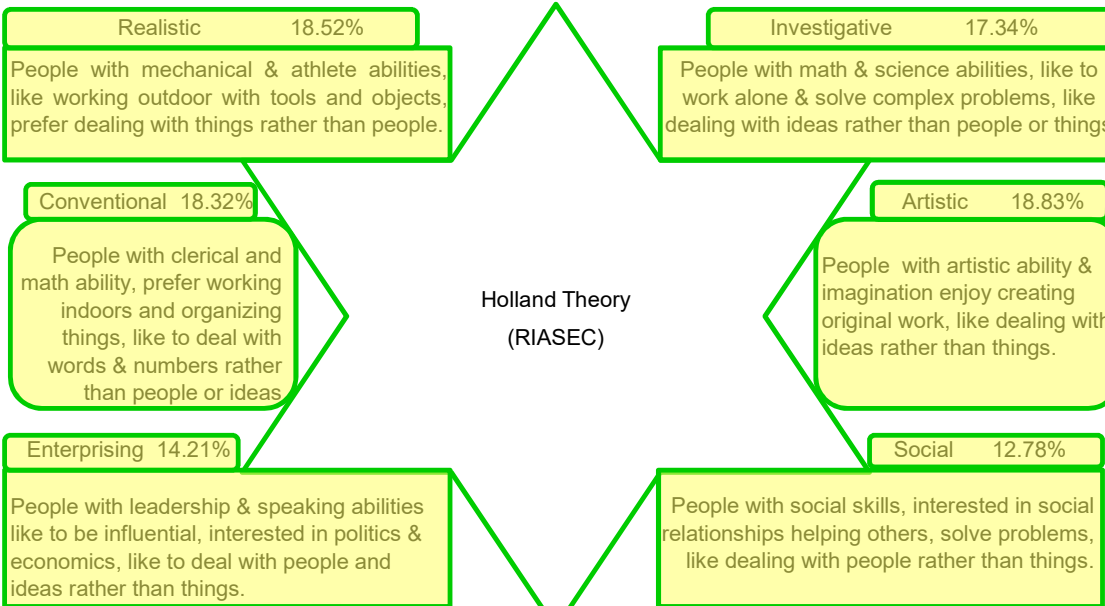 Realistic 18.52%
People with mechanical & athlete abilities,
like working outdoor with tools and objects,
prefer dealing with things rather than people.
Investigative 17.34%
People with math & science abilities, like to
work alone & solve complex problems, like
dealing with ideas rather than people or things
Conventional 18.32%
People with clerical and
math ability, prefer working
indoors and organizing
things, like to deal with
words & numbers rather
than people or ideas
Holland Theory
(RIASEC)
Artistic 18.83%
People with artistic ability &
imagination enjoy creating
original work, like dealing with
ideas rather than things.
Enterprising 14.21%
People with leadership & speaking abilities
like to be influential, interested in politics &
economics, like to deal with people and
ideas rather than things.
Social 12.78%
People with social skills, interested in social
relationships helping others, solve problems,
like dealing with people rather than things.